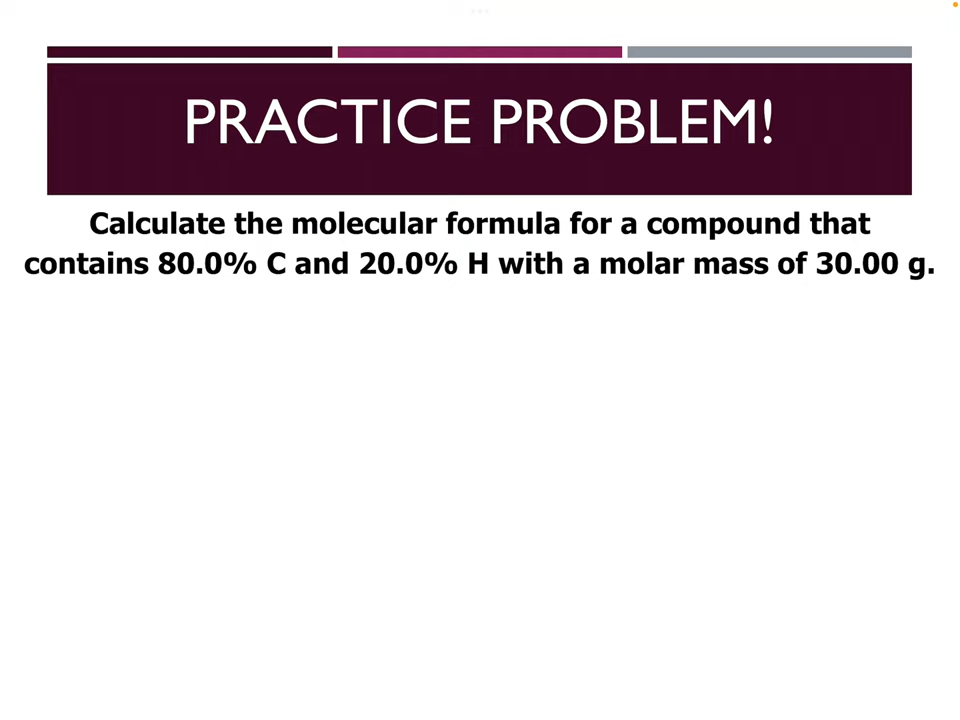 PRACTICE PROBLEM!
Calculate the molecular formula for a compound that
contains 80.0% C and 20.0% H with a molar mass of 30.00 g.